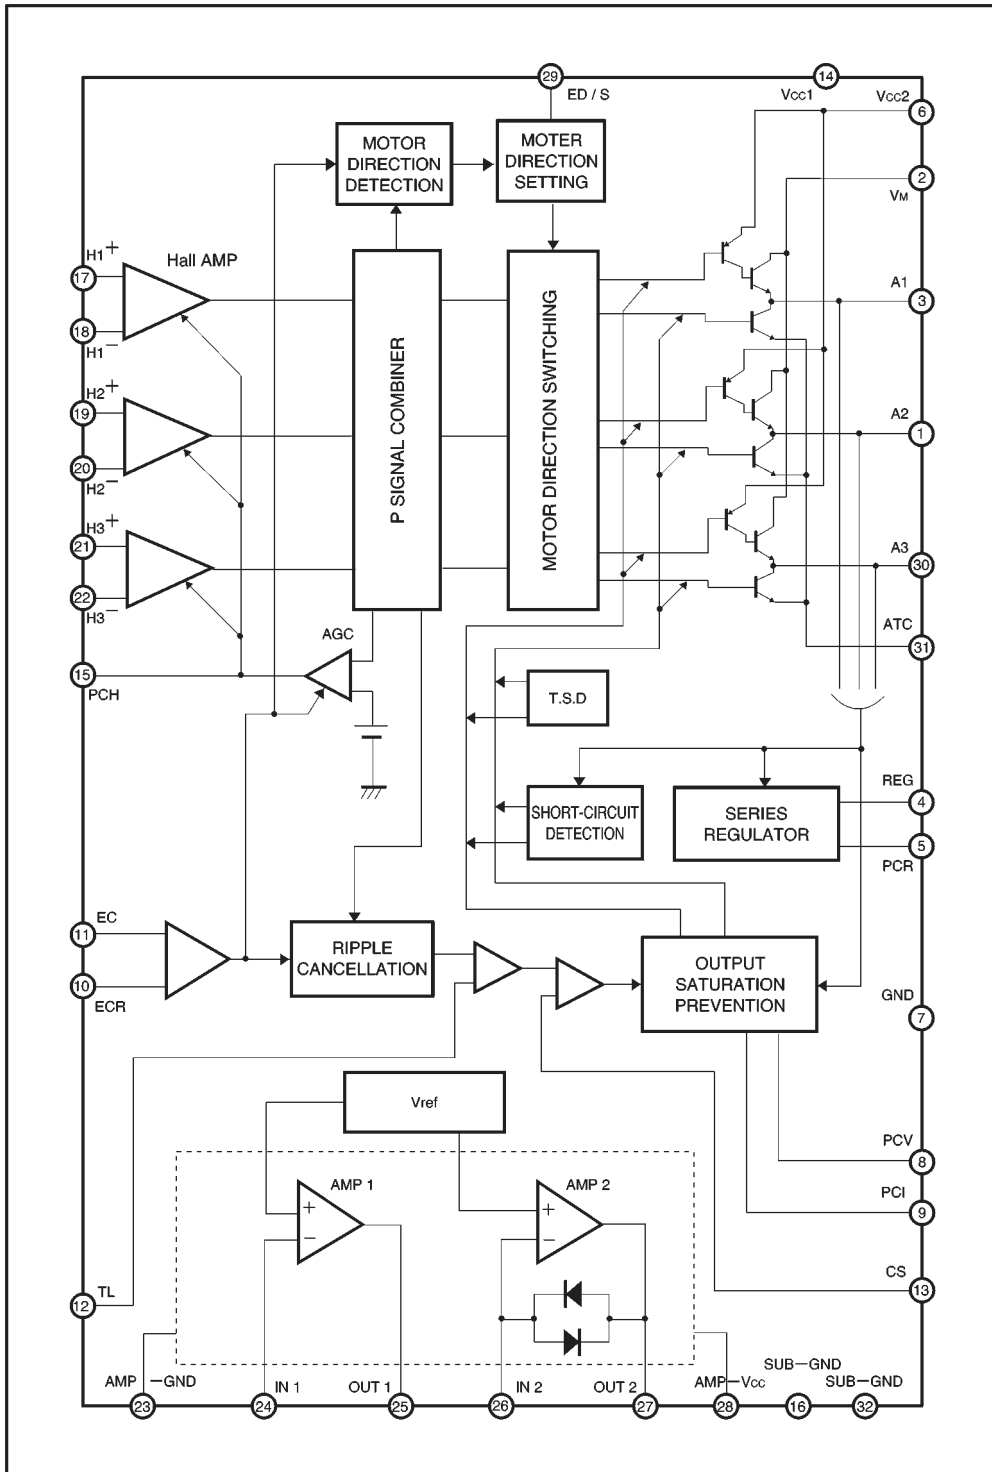 29
ED / S
14
Vcc1
Vcc2
6
MOTOR
DIRECTION
DETECTION
MOTER
DIRECTION
SETTING
2
VM
H1+
17
Hall AMP
18
H1−
A1
3
H2+
19
20
H2−
A2
1
H3+
21
22
H3−
A3
30
P SIGNAL COMBINER
MOTOR DIRECTION SWITCHING
ATC
31
AGC
15
PCH
T.S.D
REG
4
SHORT-CIRCUIT
DETECTION
SERIES
REGULATOR
5
PCR
EC
11
10
ECR
RIPPLE
CANCELLATION
OUTPUT
SATURATION
PREVENTION
GND
7
Vref
PCV
8
AMP 1
+
−
AMP 2
+
−
PCI
9
TL
12
CS
13
AMP −GND
23
IN 1
24
OUT 1
25
IN 2
26
OUT 2
27
AMP−Vcc
28
SUB−GND
16
SUB−GND
32